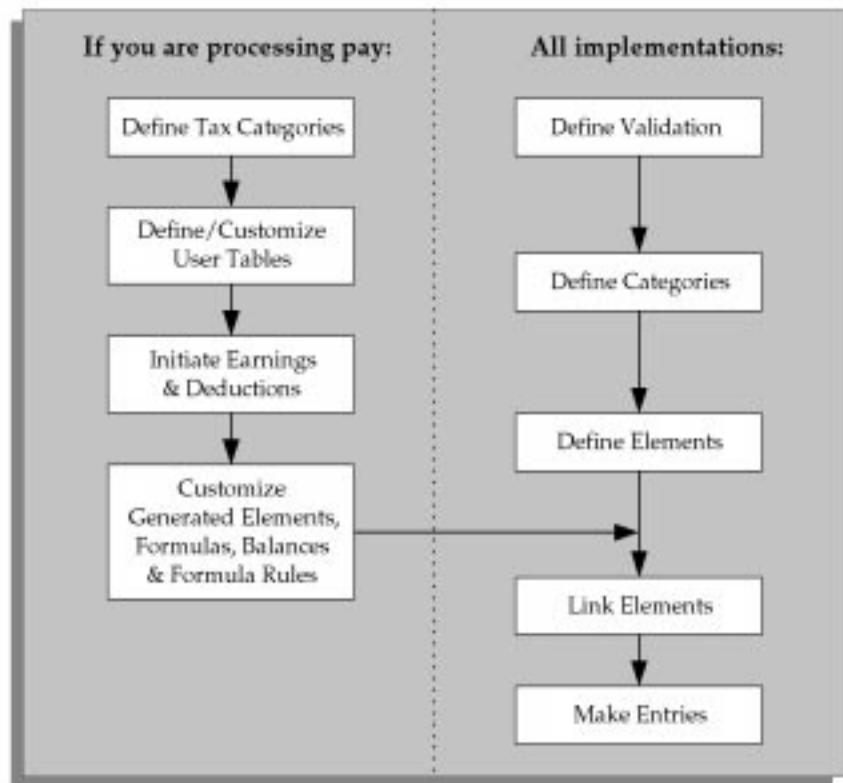 If you are processing pay:
Define Tax Categories
Define/Customize
User Tables
Initiate Earnings
& Deductions
Customize
Generated Elements,
Formulas, Balances
& Formula Rules
All implementations:
Define Validation
Define Categories
Define Elements
Link Elements
Make Entries